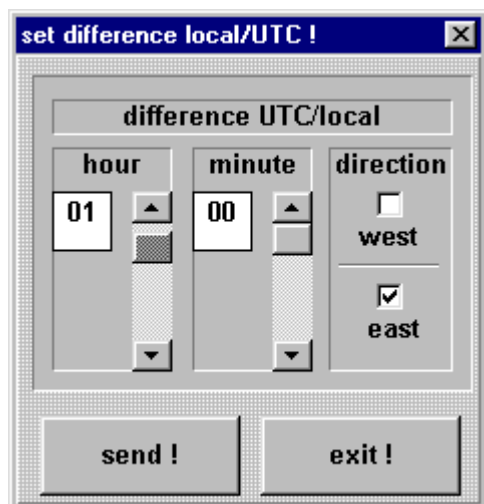 set difference local/UTC !
difference UTC/local
hour
minute
direction
01
00
west
east
send !
exit !